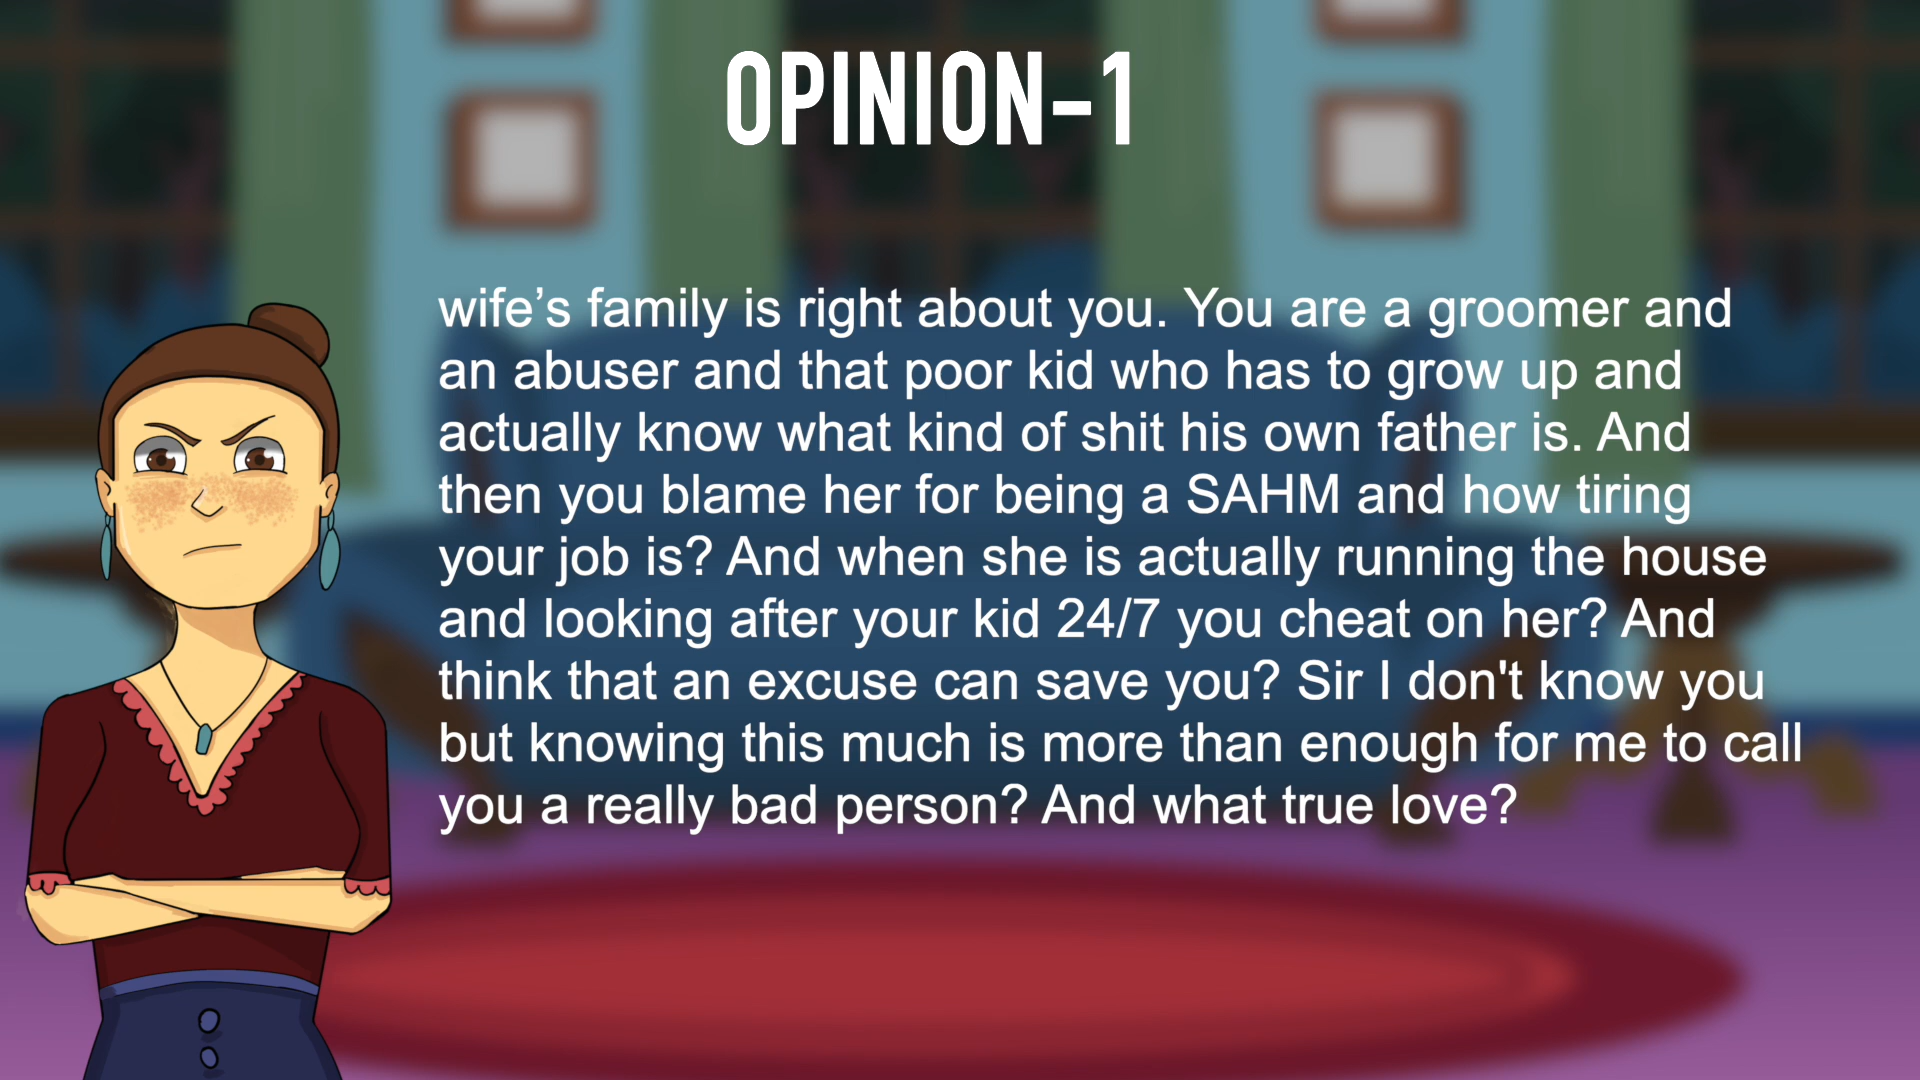 OPINION-1
wife’s family is right about you. You are a groomer and
an abuser and that poor kid who has to grow up and
actually know what kind of shit his own father is. And
then you blame her for being a SAHM and how tiring
your job is? And when she is actually running the house
and looking after your kid 24/7 you cheat on her? And
think that an excuse can save you? Sir I don't know you
but knowing this much is more than enough for me to call
you a really bad person? And what true love?